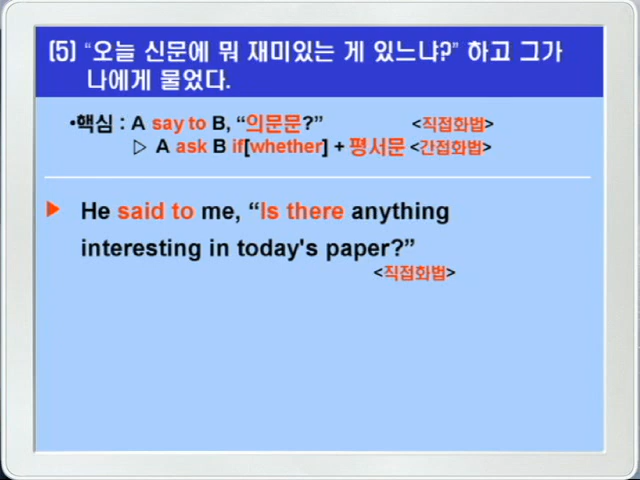 (5) “오늘 신문에 뭐 재미있는 게 있느냐?” 하고 그가
나에게 물었다.
•핵심 : A say to B, “의문문?” <직접화법>
▷ A ask B if[whether] + 평서문 <간접화법>
▶ He said to me, “Is there anything
interesting in today's paper?”
<직접화법>